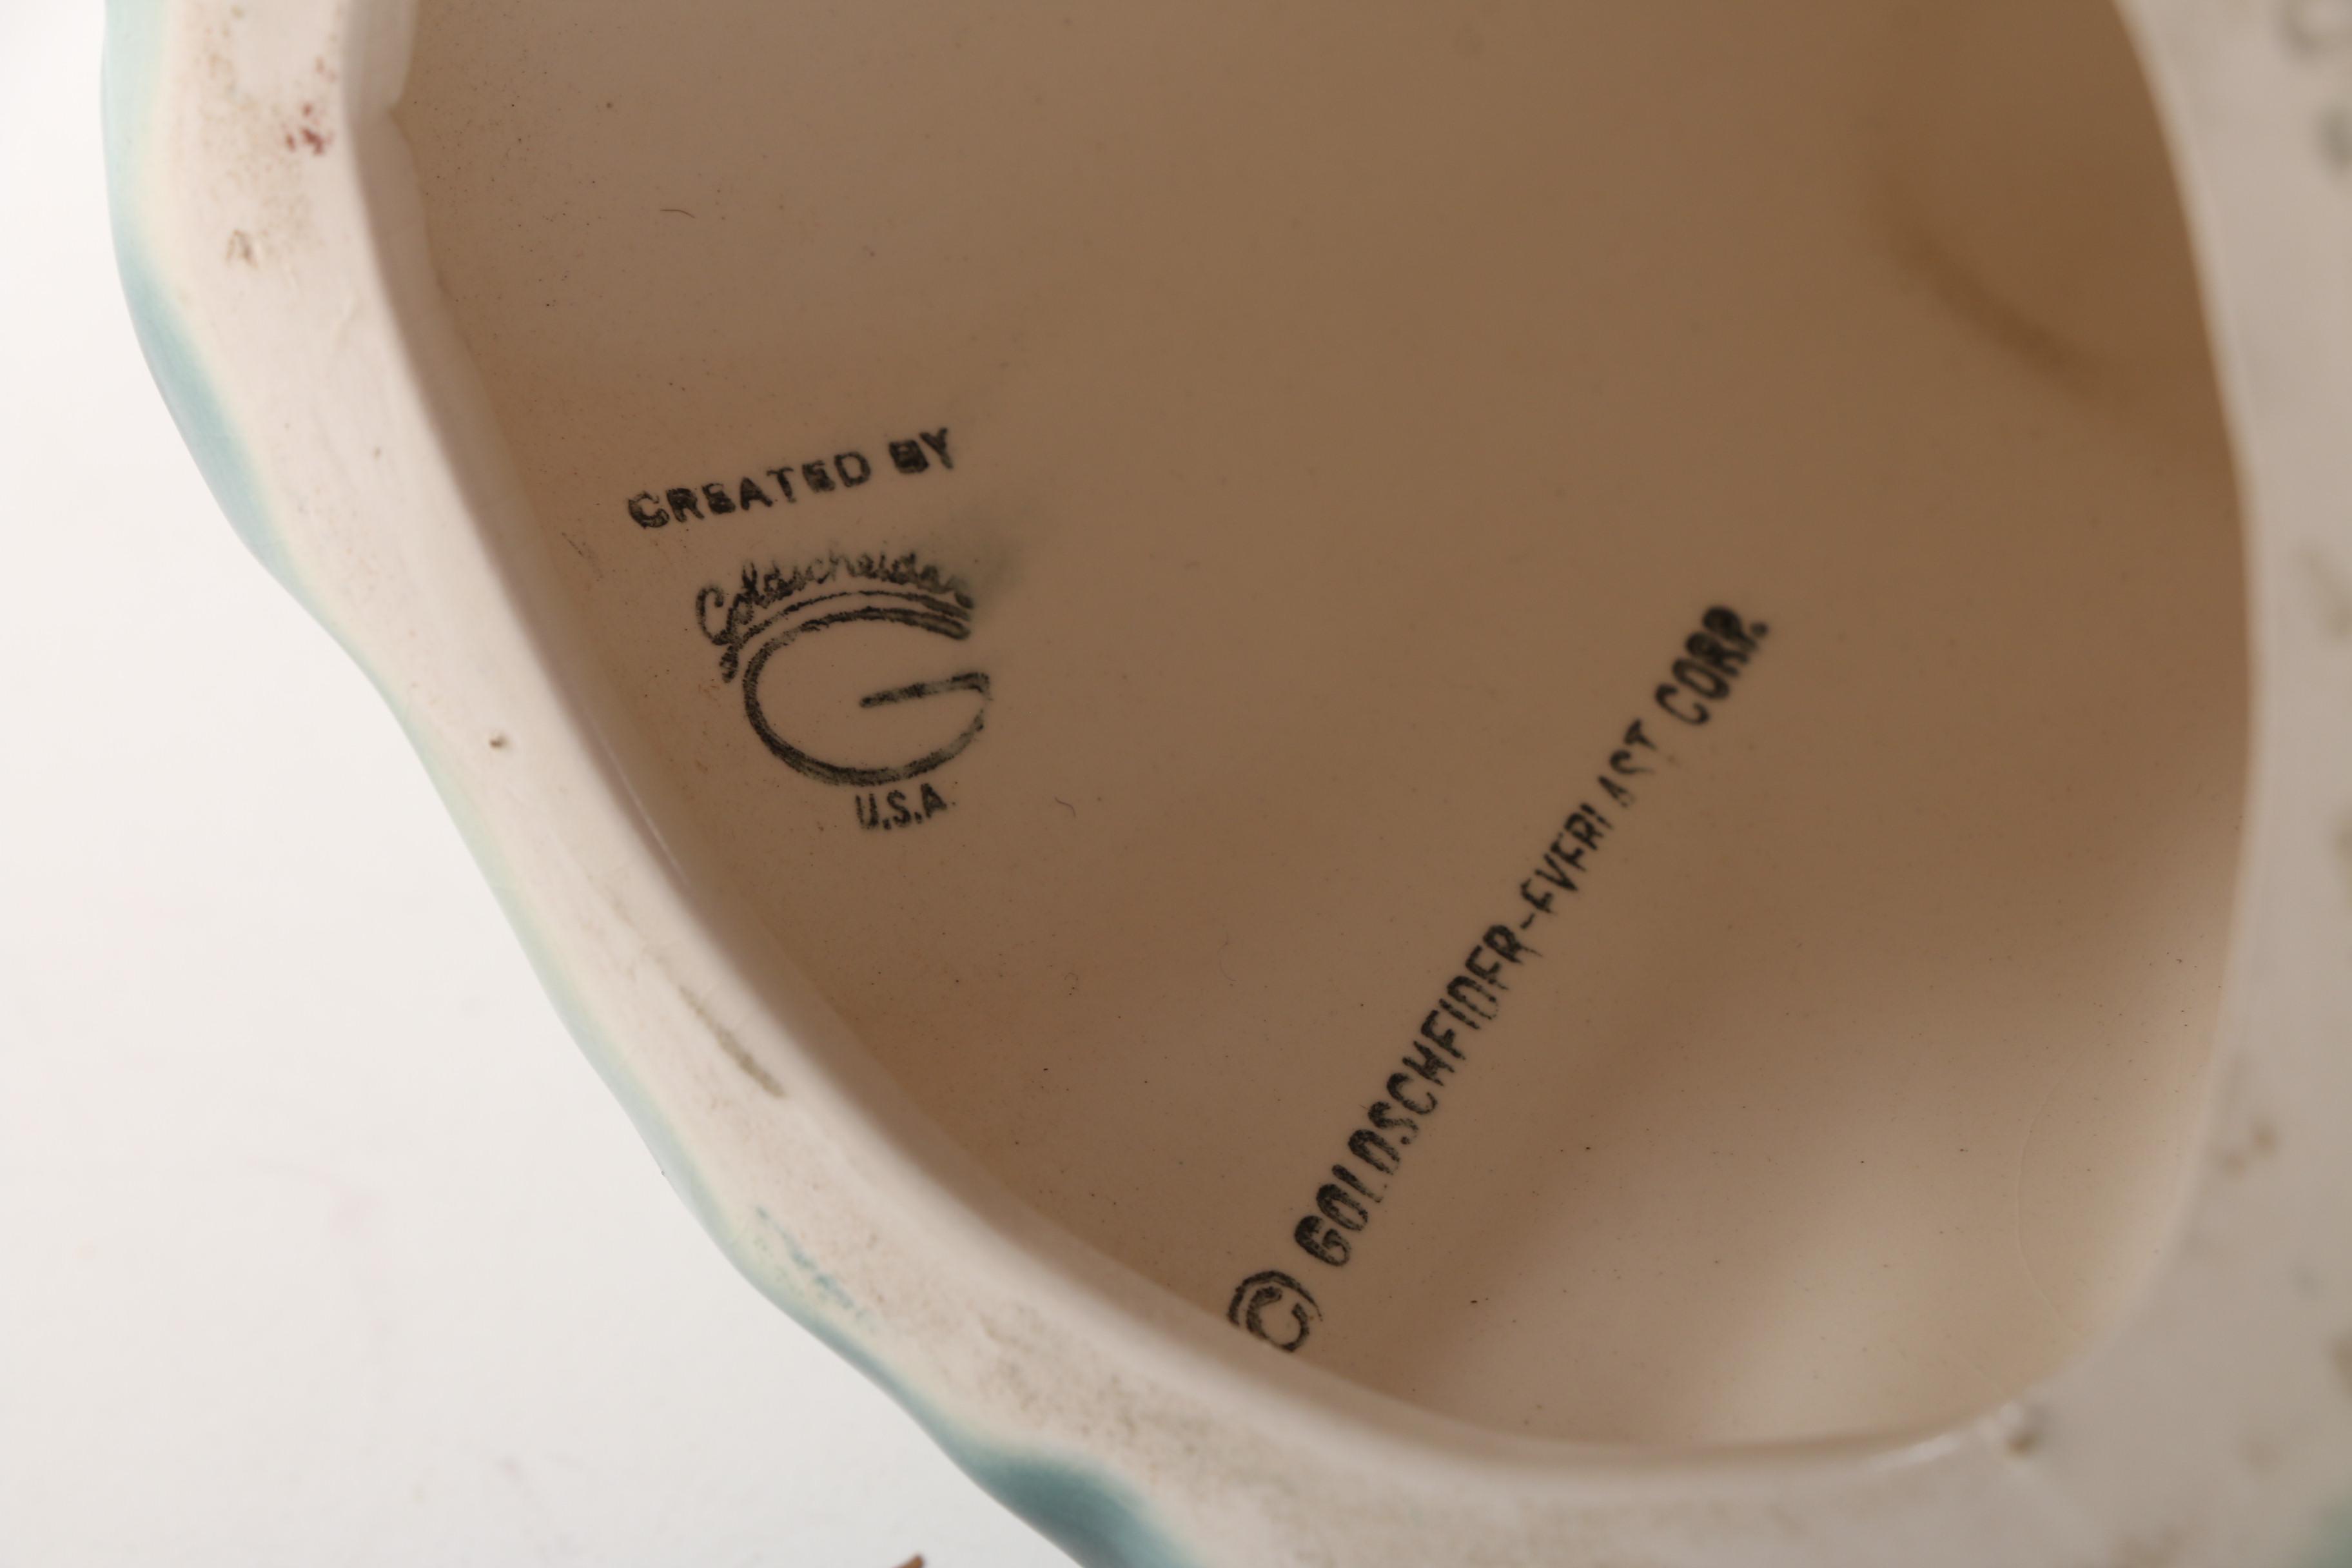 CREATED BY
Goldscheider
G
U.S.A.
© GOLDSCHEIDER-EVERLAST CORP.